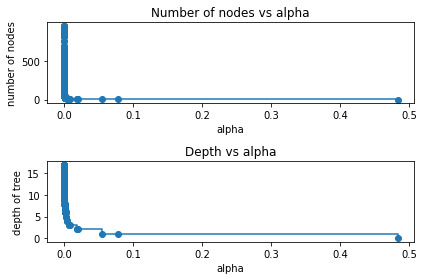 Number of nodes vs alpha
number of nodes
500
0
0.0 0.1 0.2 0.3 0.4 0.5
alpha
Depth vs alpha
depth of tree
15
10
5
0
0.0 0.1 0.2 0.3 0.4 0.5
alpha